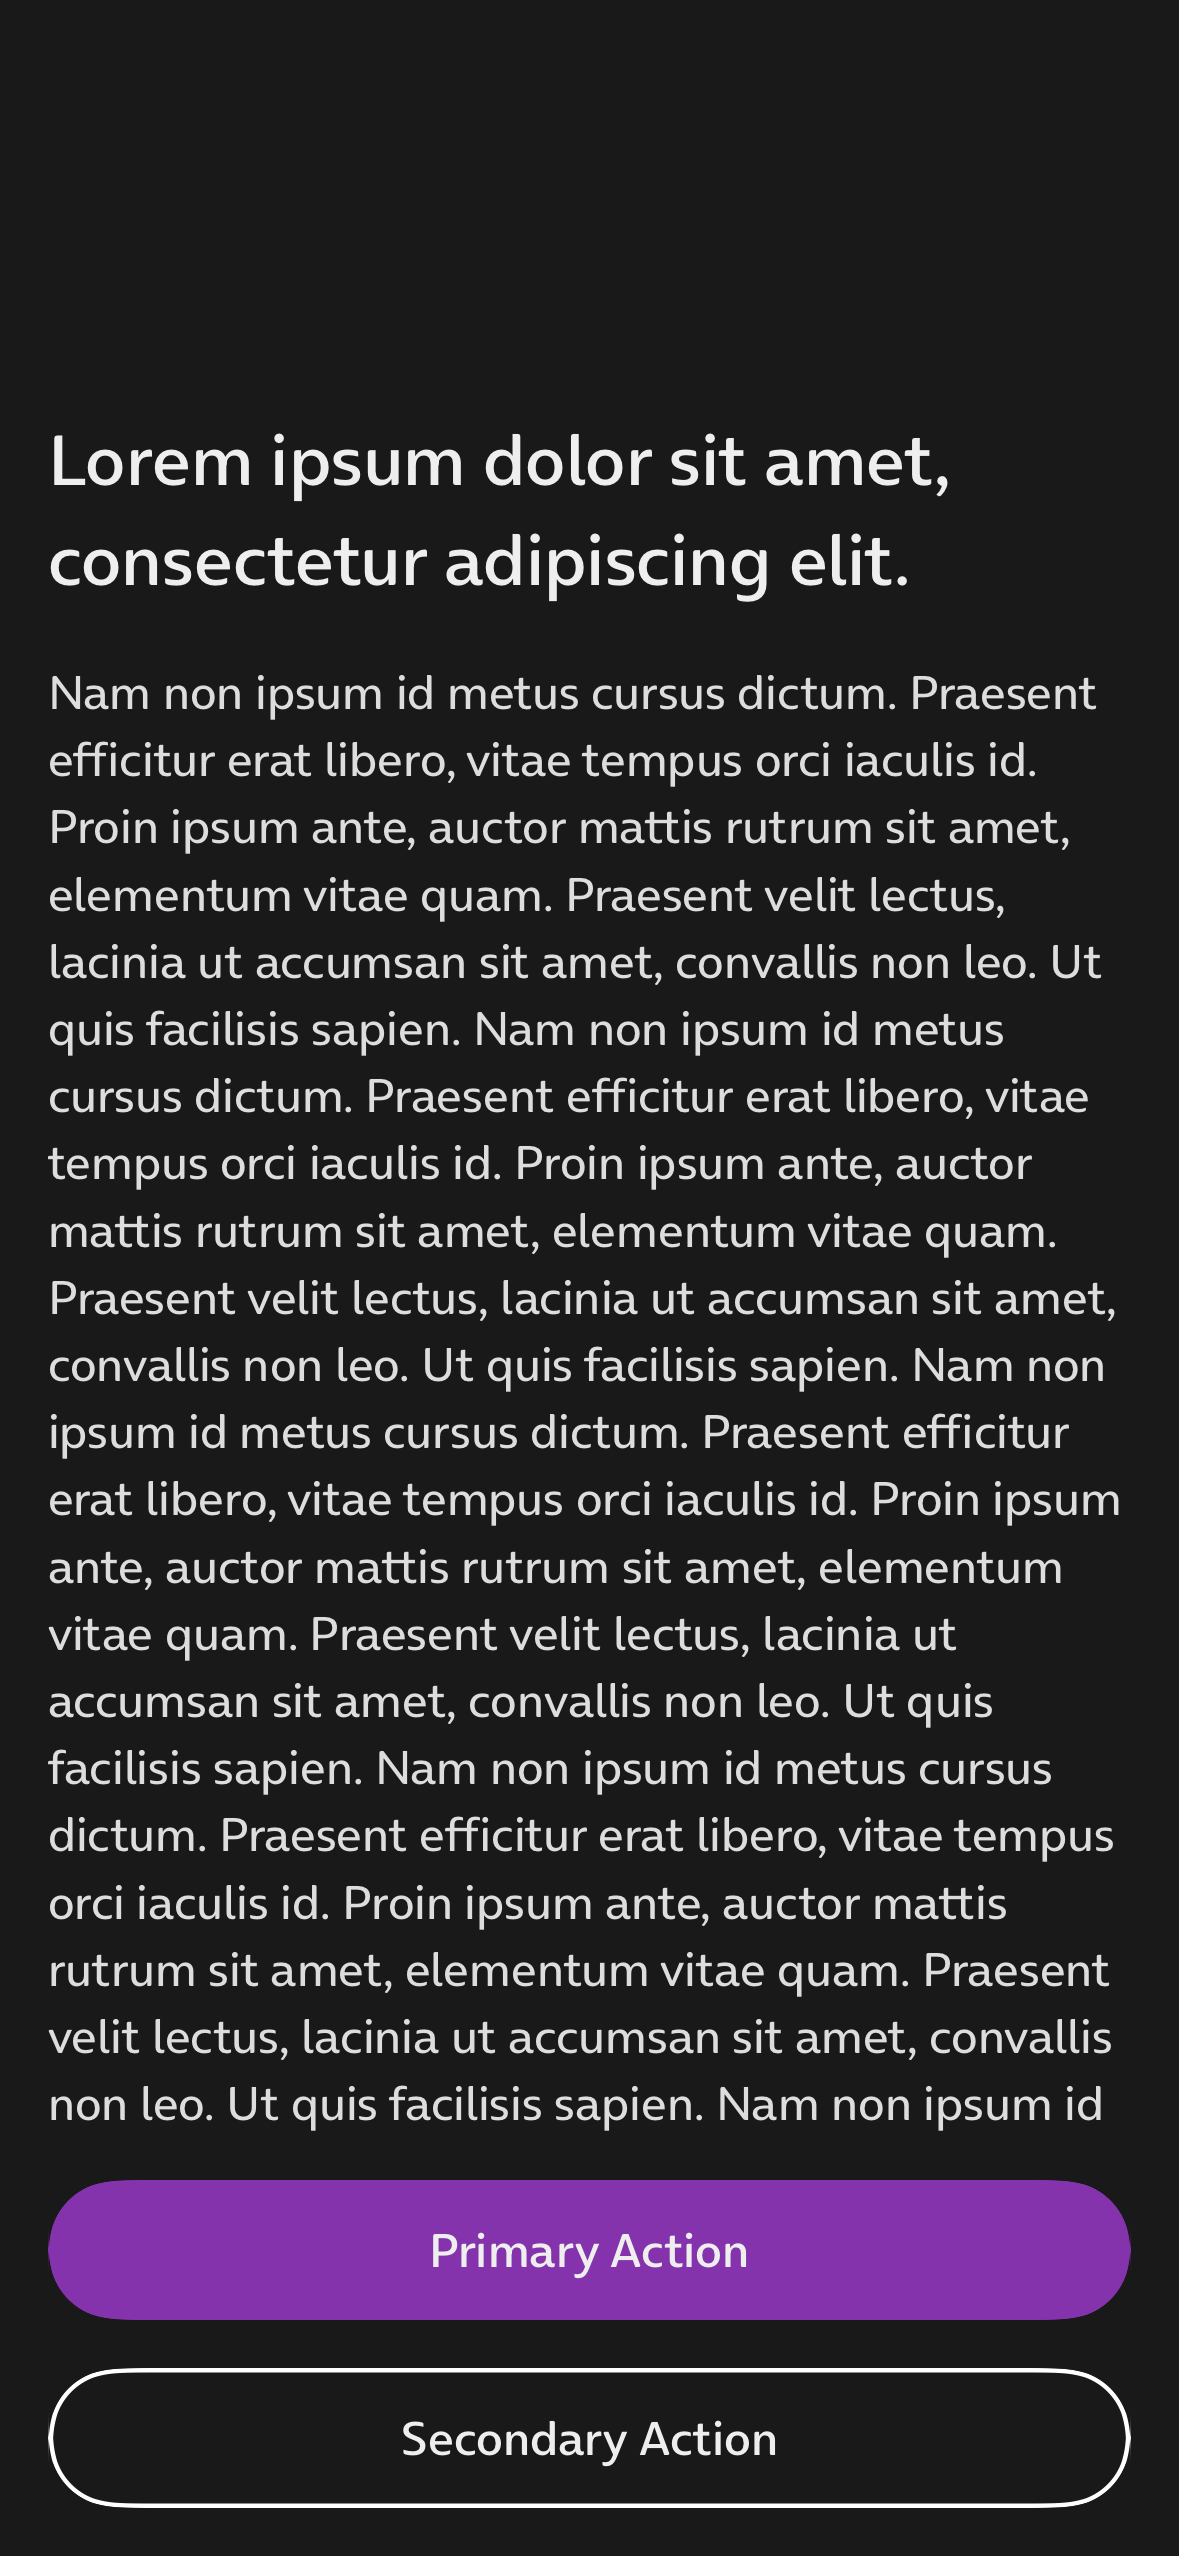 Lorem ipsum dolor sit amet,
consectetur adipiscing elit.
Nam non ipsum id metus cursus dictum. Praesent
efficitur erat libero, vitae tempus orci iaculis id.
Proin ipsum ante, auctor mattis rutrum sit amet,
elementum vitae quam. Praesent velit lectus,
lacinia ut accumsan sit amet, convallis non leo. Ut
quis facilisis sapien. Nam non ipsum id metus
cursus dictum. Praesent efficitur erat libero, vitae
tempus orci iaculis id. Proin ipsum ante, auctor
mattis rutrum sit amet, elementum vitae quam.
Praesent velit lectus, lacinia ut accumsan sit amet,
convallis non leo. Ut quis facilisis sapien. Nam non
ipsum id metus cursus dictum. Praesent efficitur
erat libero, vitae tempus orci iaculis id. Proin ipsum
ante, auctor mattis rutrum sit amet, elementum
vitae quam. Praesent velit lectus, lacinia ut
accumsan sit amet, convallis non leo. Ut quis
facilisis sapien. Nam non ipsum id metus cursus
dictum. Praesent efficitur erat libero, vitae tempus
orci iaculis id. Proin ipsum ante, auctor mattis
rutrum sit amet, elementum vitae quam. Praesent
velit lectus, lacinia ut accumsan sit amet, convallis
non leo. Ut quis facilisis sapien. Nam non ipsum id
Primary Action
Secondary Action